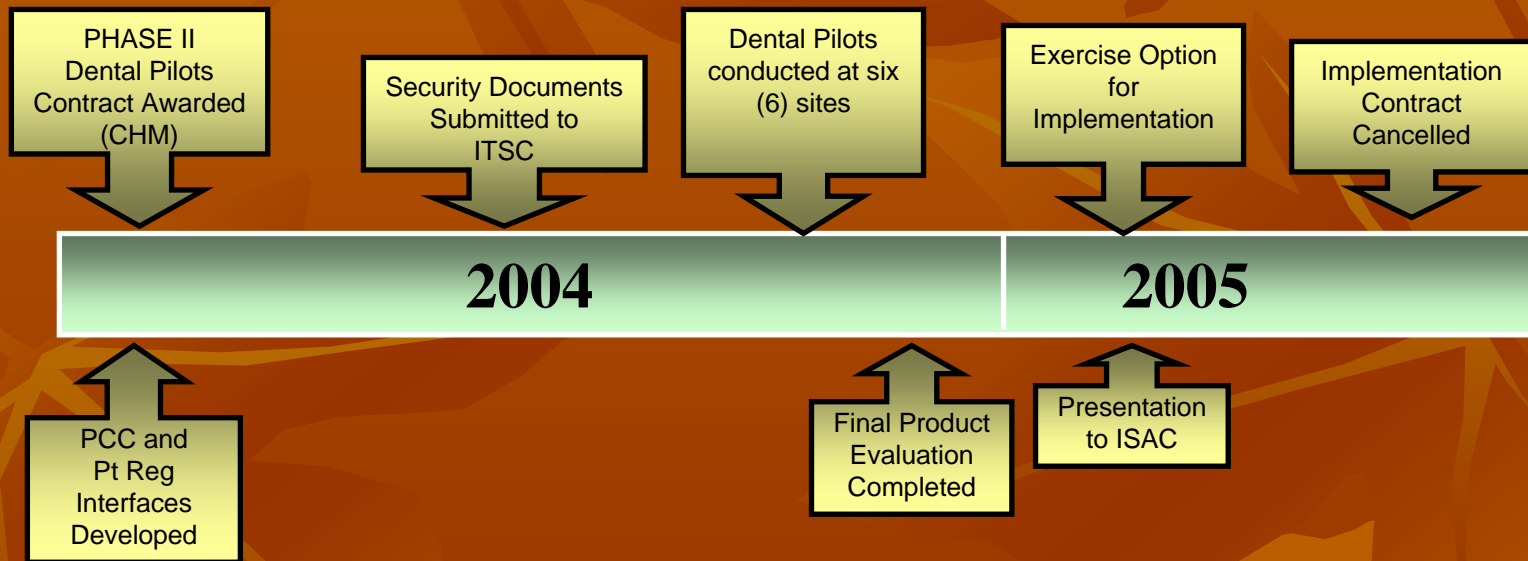 PHASE II
Dental Pilots
Contract Awarded
(CHM)
Security Documents
Submitted to
ITSC
Dental Pilots
conducted at six
(6) sites
Exercise Option
for
Implementation
Implementation
Contract
Cancelled
2004
2005
PCC and
Pt Reg
Interfaces
Developed
Final Product
Evaluation
Completed
Presentation
to ISAC